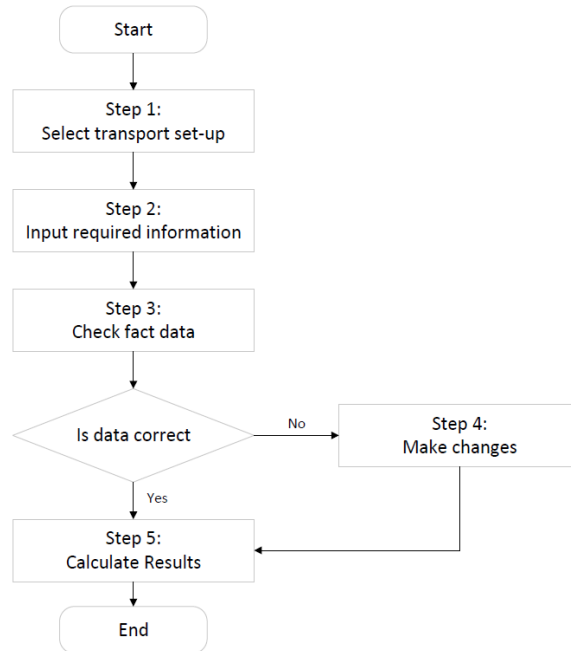 Start
Step 1:
Select transport set-up
Step 2:
Input required information
Step 3:
Check fact data
Is data correct
No
Step 4:
Make changes
Yes
Step 5:
Calculate Results
End